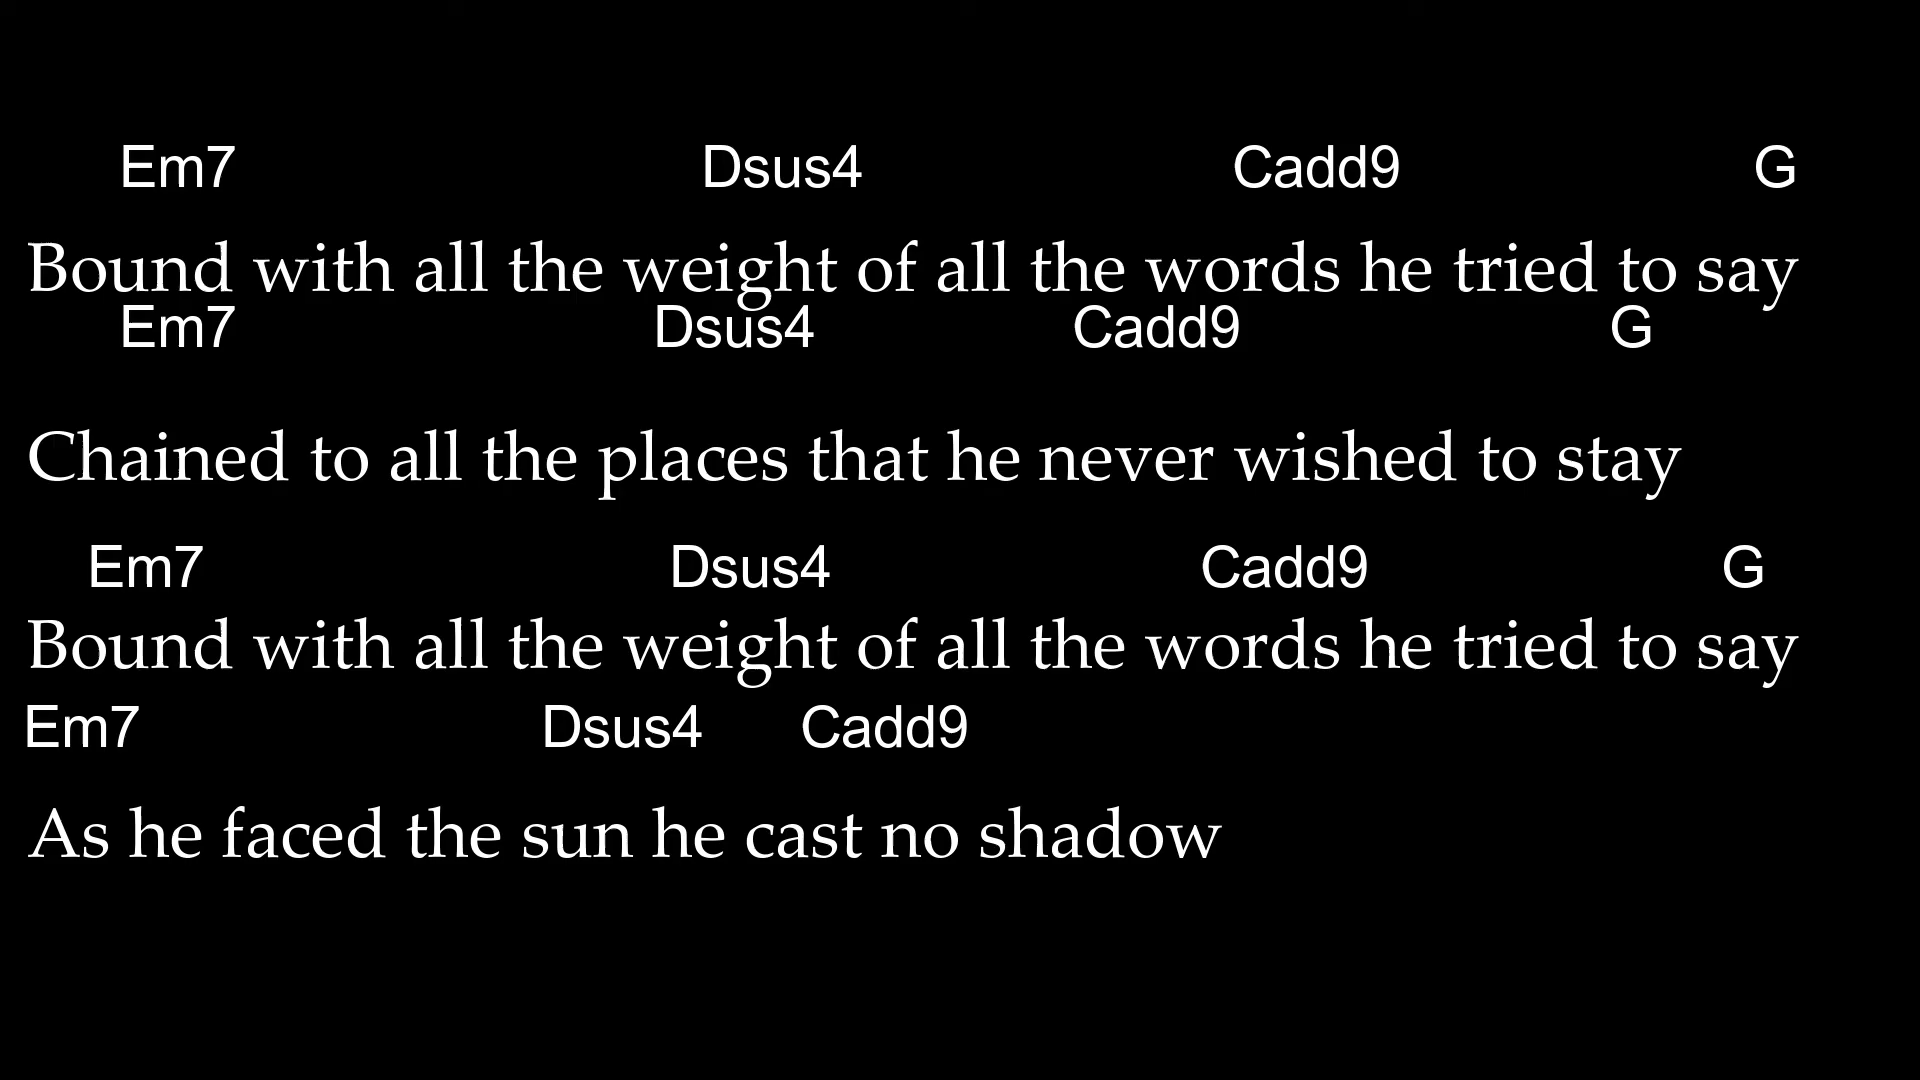 Em7 Dsus4 Cadd9 G
Bound with all the weight of all the words he tried to say
Em7 Dsus4 Cadd9 G
Chained to all the places that he never wished to stay
Em7 Dsus4 Cadd9 G
Bound with all the weight of all the words he tried to say
Em7 Dsus4 Cadd9
As he faced the sun he cast no shadow